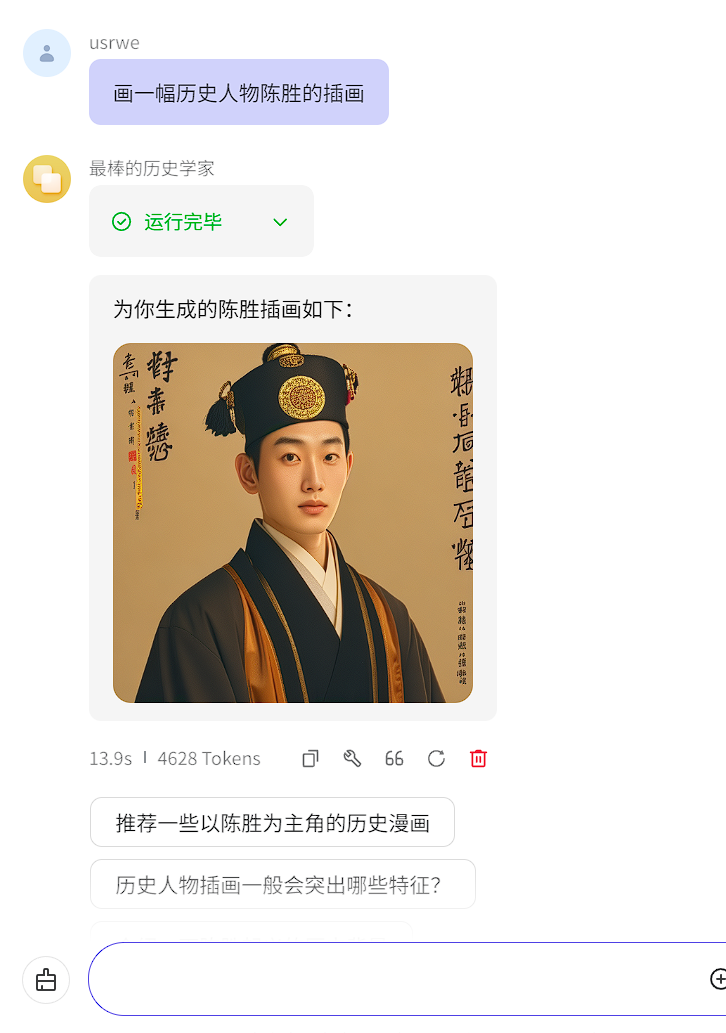 usrwe
画一幅历史人物陈胜的插画
最棒的历史学家
运行完毕
为你生成的陈胜插画如下：
13.9s
4628 Tokens
推荐一些以陈胜为主角的历史漫画
历史人物插画一般会突出哪些特征？